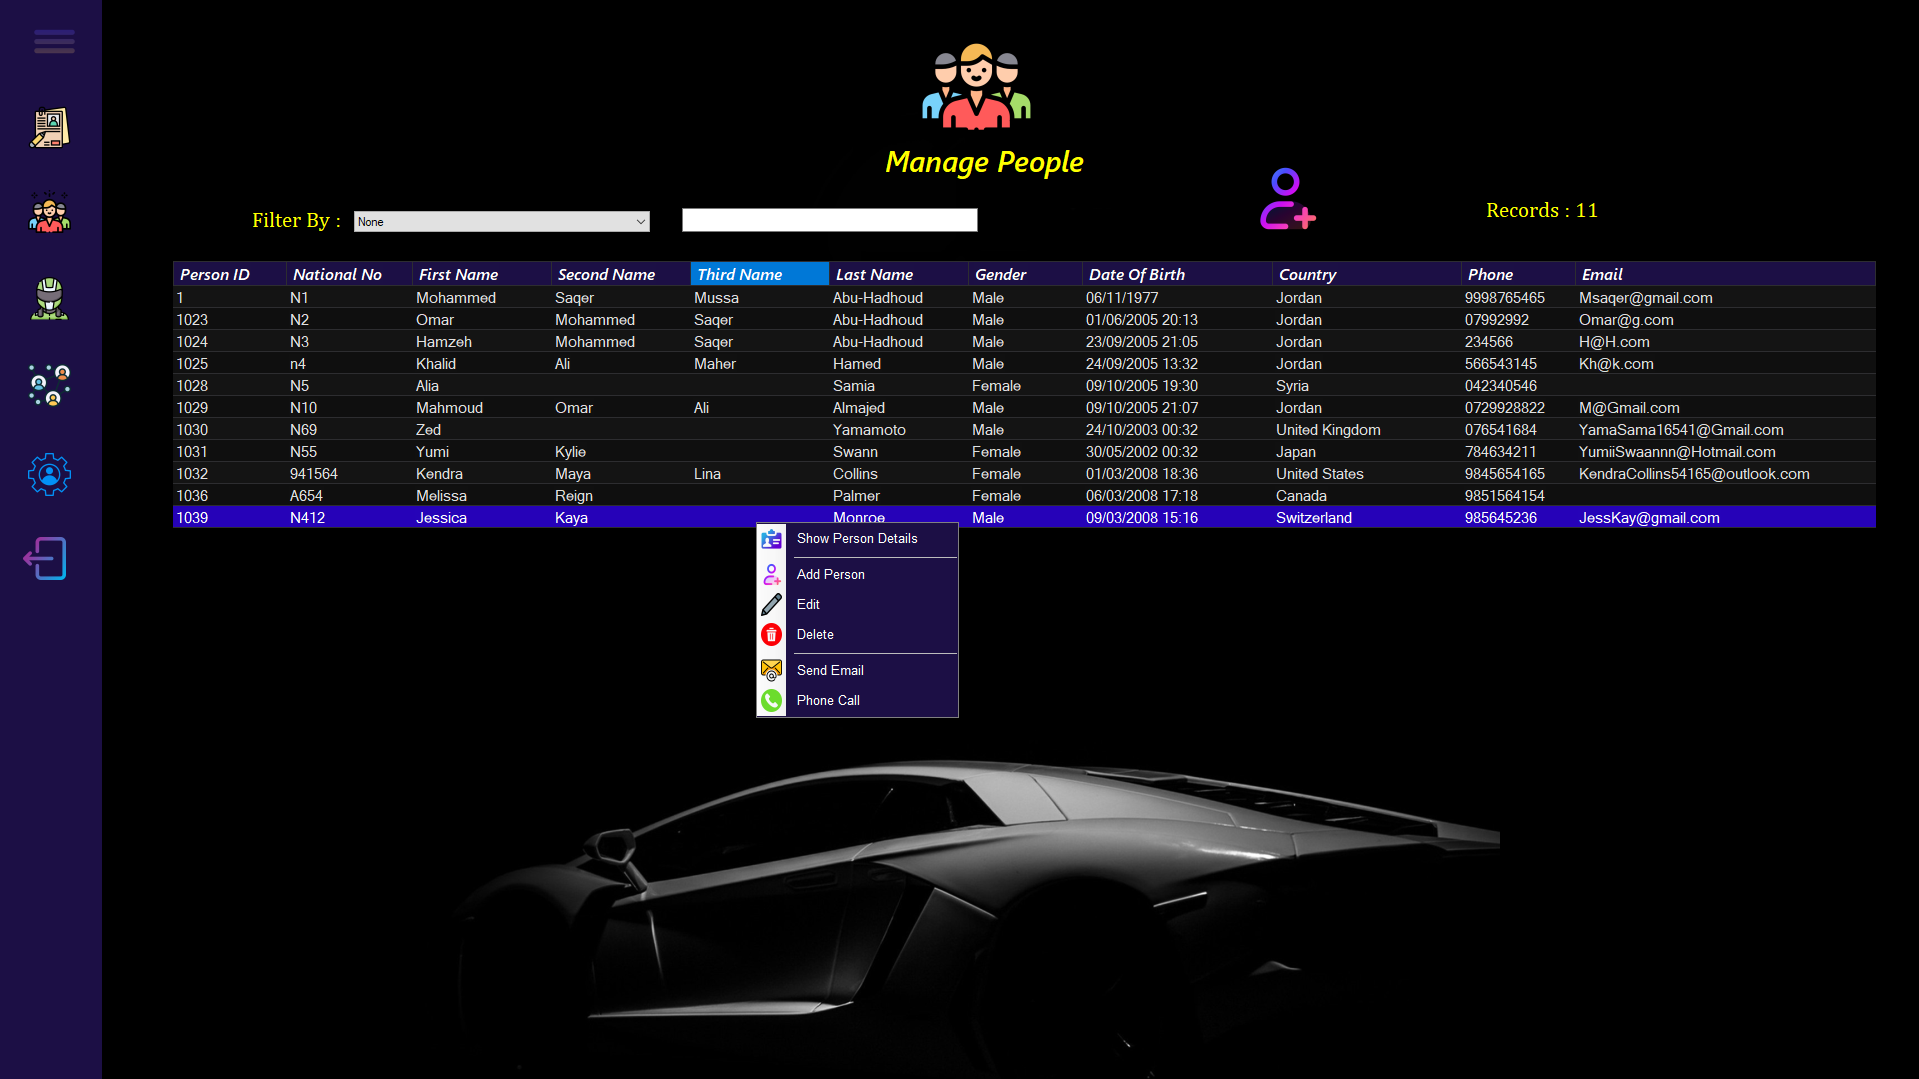 Manage People
Filter By : None
Records : 11
Person ID National No First Name Second Name Third Name Last Name Gender Date Of Birth Country Phone Email
1 N1 Mohammed Saqer Mussa Abu-Hadhoud Male 06/11/1977 Jordan 9998765465 Msaqer@gmail.com
1023 N2 Omar Mohammed Saqer Abu-Hadhoud Male 01/06/2005 20:13 Jordan 07992992 Omar@g.com
1024 N3 Hamzeh Mohammed Saqer Abu-Hadhoud Male 23/09/2005 21:05 Jordan 234566 H@H.com
1025 n4 Khalid Ali Maher Hamed Male 24/09/2005 13:32 Jordan 566543145 Kh@k.com
1028 N5 Alia Samia Female 09/10/2005 19:30 Syria 042340546
1029 N10 Mahmoud Omar Ali Almajed Male 09/10/2005 21:07 Jordan 0729928822 M@Gmail.com
1030 N69 Zed Yamamoto Male 24/10/2003 00:32 United Kingdom 076541684 YamaSama16541@Gmail.com
1031 N55 Yumi Kylie Swann Female 30/05/2002 00:32 Japan 784634211 YumiiSwaannn@Hotmail.com
1032 941564 Kendra Maya Lina Collins Female 01/03/2008 18:36 United States 9845654165 KendraCollins54165@outlook.com
1036 A654 Melissa Reign Palmer Female 06/03/2008 17:18 Canada 9851564154
1039 N412 Jessica Kaya Monroe Male 09/03/2008 15:16 Switzerland 985645236 JessKay@gmail.com
Show Person Details
Add Person
Edit
Delete
Send Email
Phone Call